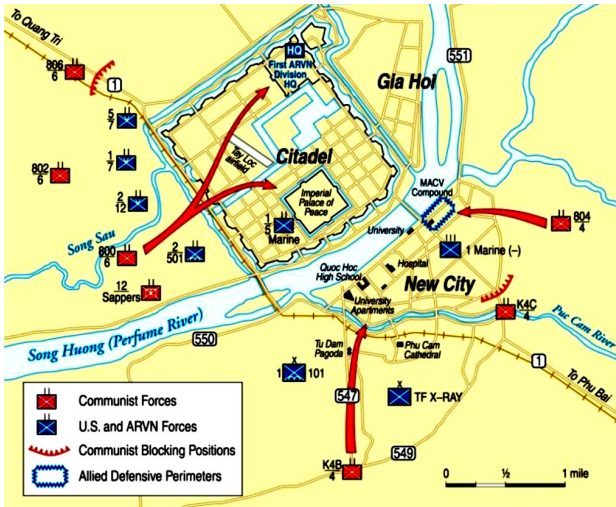 To Quang Tri
806
6
1
5
7
1
7
802
6
2
12
Song Sau
800
6
2
501
12
Sappers
HQ
First ARVN
Division
HQ
Tay Loc
airfield
Citadel
Imperial
Palace of
Peace
1
5
Marine
Gia Hoi
551
MACV
Compound
804
4
University
1 Marine (–)
Quoc Hoc
High School
Hospital
New City
University
Apartments
K4C
4
Puc Cam River
Song Huong (Perfume River)
550
Tu Dam
Pagoda
Phu Cam
Cathedral
1
To Phu Bai
X
1
101
X
TF X-RAY
547
549
K4B
4
Communist Forces
U.S. and ARVN Forces
Communist Blocking Positions
Allied Defensive Perimeters
0
½
1 mile